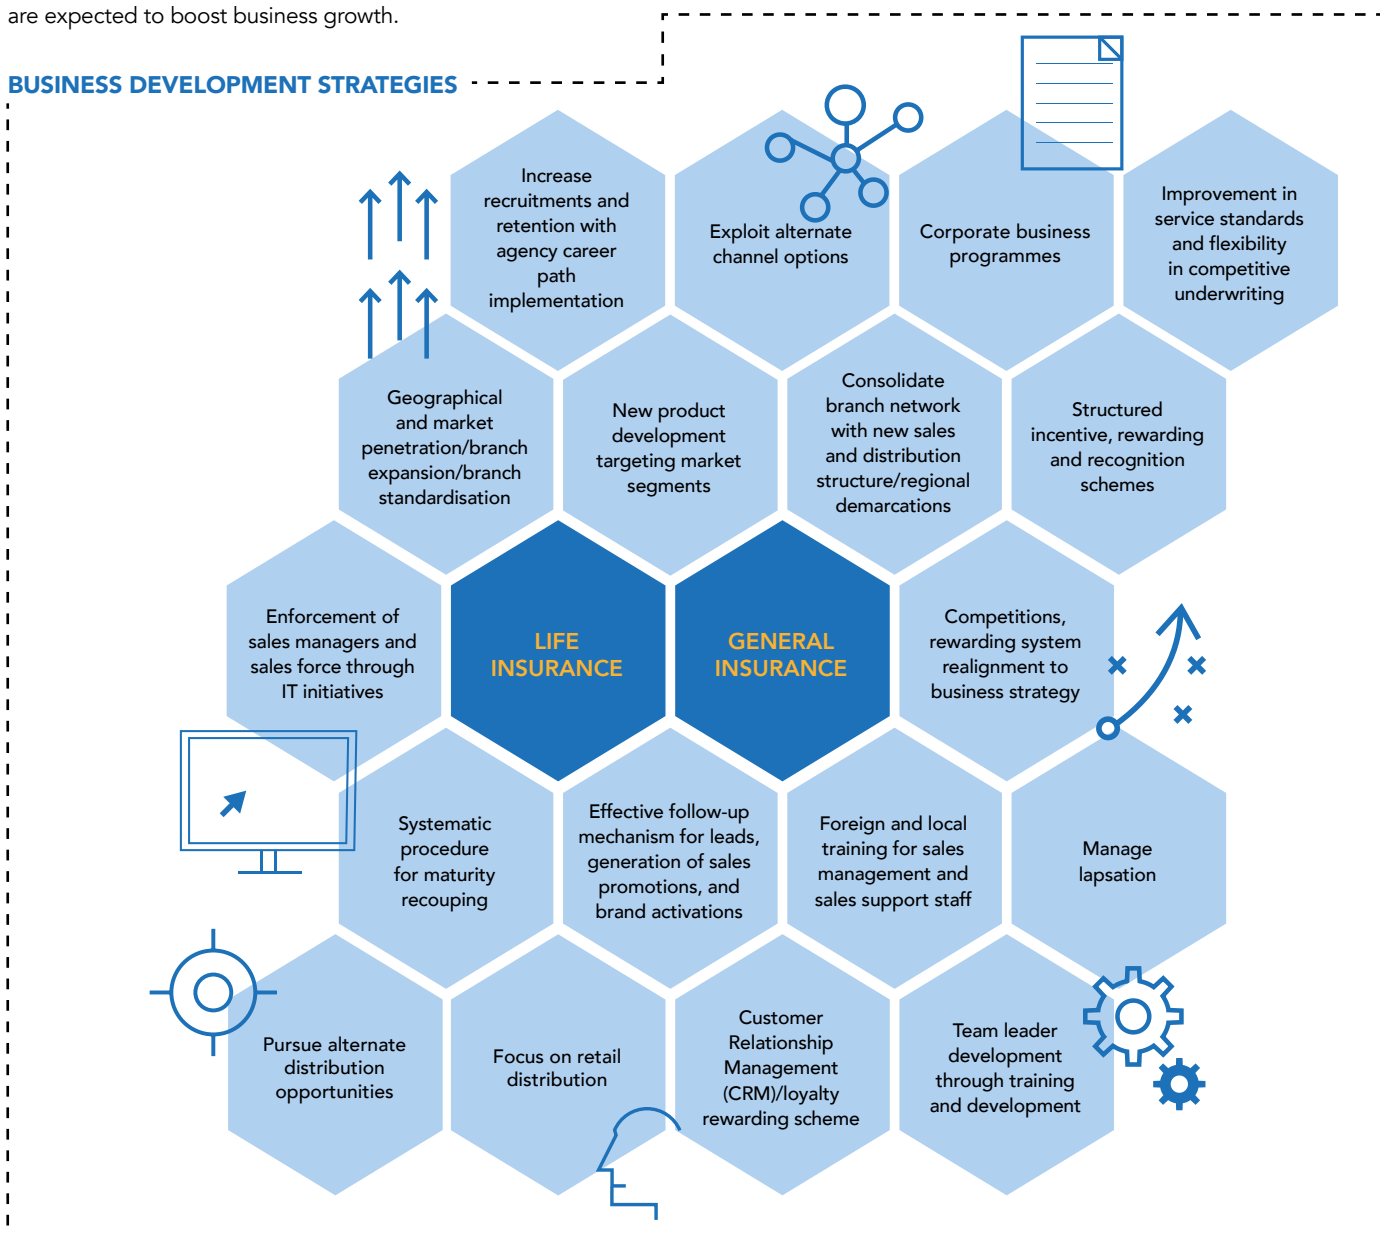 are expected to boost business growth.
BUSINESS DEVELOPMENT STRATEGIES
Increase
recruitments and
retention with
agency career
path
implementation
Exploit alternate
channel options
Corporate business
programmes
Improvement in
service standards
and flexibility
in competitive
underwriting
Geographical
and market
penetration/branch
expansion/branch
standardisation
New product
development
targeting market
segments
Consolidate
branch network
with new sales
and distribution
structure/regional
demarcations
Structured
incentive, rewarding
and recognition
schemes
Enforcement of
sales managers and
sales force through
IT initiatives
LIFE
INSURANCE
GENERAL
INSURANCE
Competitions,
rewarding system
realignment to
business strategy
Systematic
procedure
for maturity
recouping
Effective follow-up
mechanism for leads,
generation of sales
promotions, and
brand activations
Foreign and local
training for sales
management and
sales support staff
Manage
lapsation
Pursue alternate
distribution
opportunities
Focus on retail
distribution
Customer
Relationship
Management
(CRM)/loyalty
rewarding scheme
Team leader
development
through training
and development